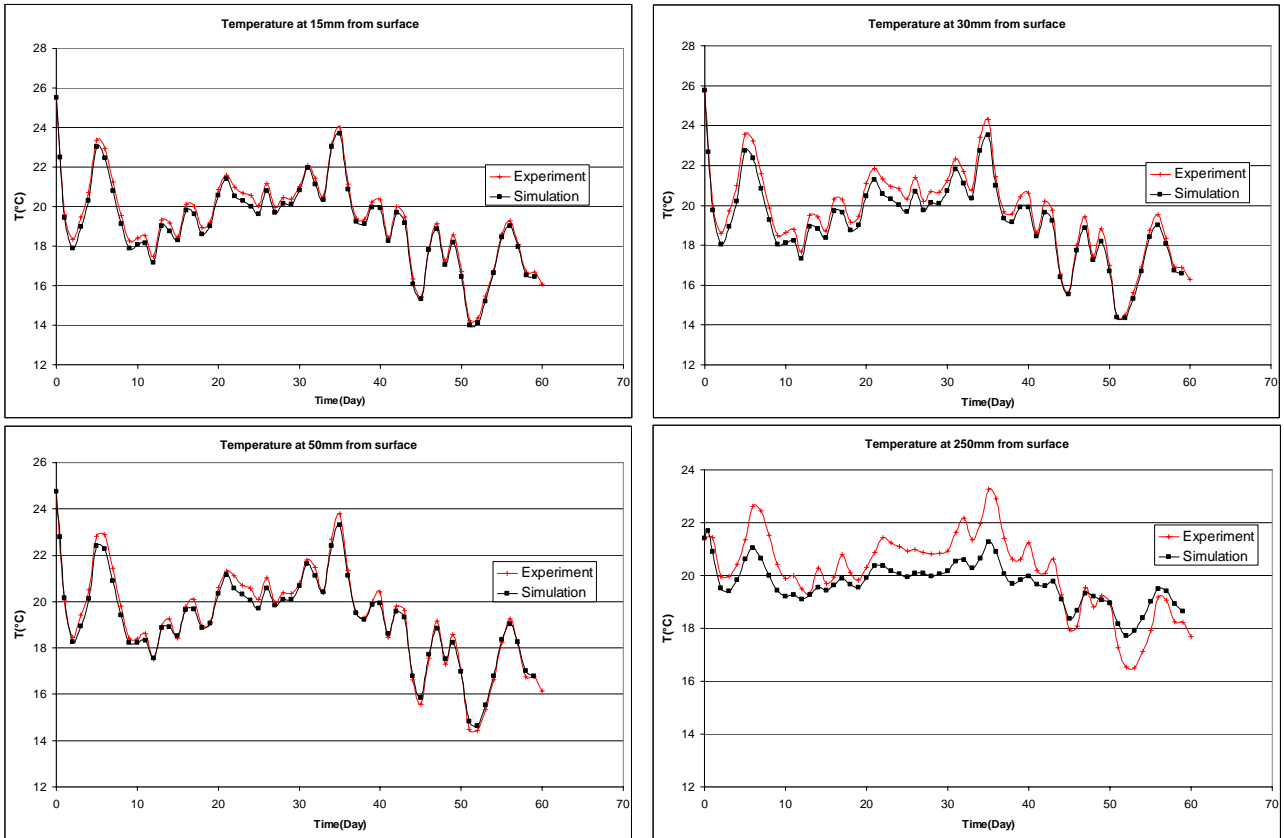 Temperature at 15mm from surface
28
26
24
22
20
18
16
14
12
T(°C)
0 10 20 30 40 50 60 70
Time(Day)
Experiment
Simulation
Temperature at 30mm from surface
28
26
24
22
20
18
16
14
12
T(°C)
0 10 20 30 40 50 60 70
Time(Day)
Experiment
Simulation
Temperature at 50mm from surface
26
24
22
20
18
16
14
12
T(°C)
0 10 20 30 40 50 60 70
Time(Day)
Experiment
Simulation
Temperature at 250mm from surface
24
22
20
18
16
14
12
T(°C)
0 10 20 30 40 50 60 70
Time(Day)
Experiment
Simulation